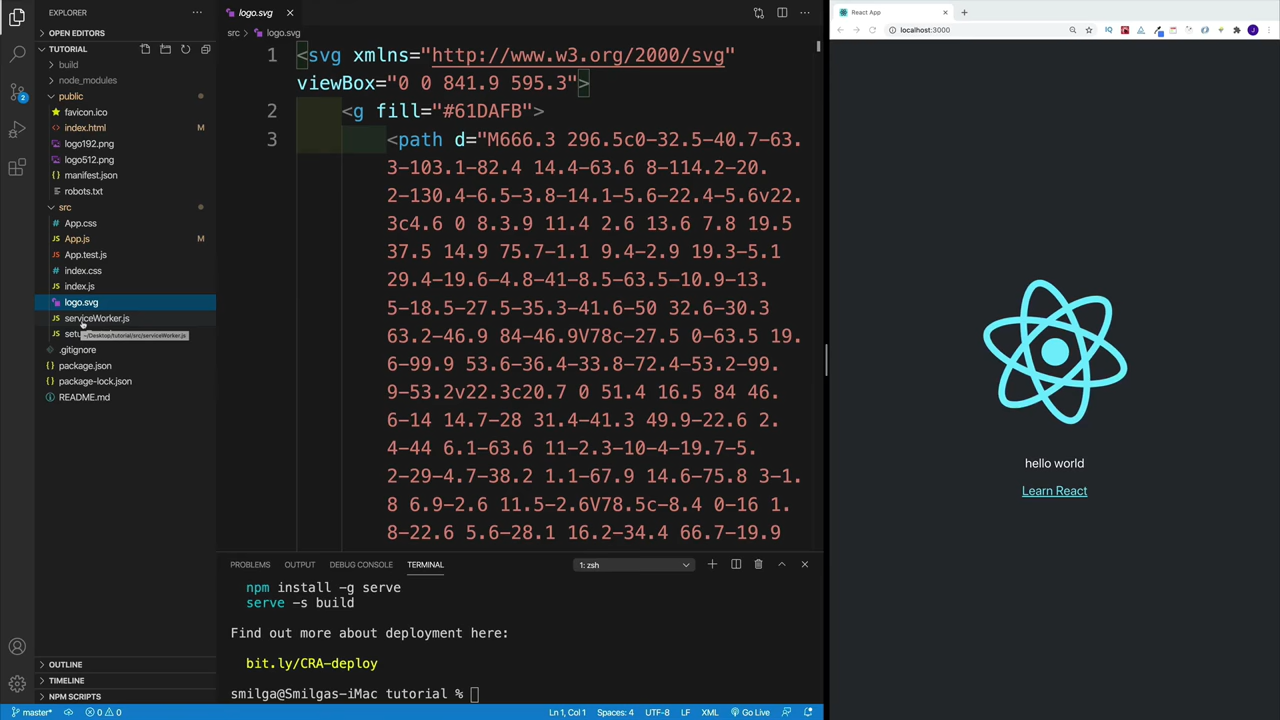 EXPLORER
OPEN EDITORS
TUTORIAL
build
node_modules
public
favicon.ico
index.html M
logo192.png
logo512.png
manifest.json
robots.txt
src
App.css
App.js M
App.test.js
index.css
index.js
logo.svg
serviceWorker.js
~/Desktop/tutorial/src/serviceWorker.js
.gitignore
package.json
package-lock.json
README.md
OUTLINE
TIMELINE
NPM SCRIPTS
2
logo.svg
src > logo.svg
1 <svg xmlns="http://www.w3.org/2000/svg"
viewBox="0 0 841.9 595.3">
2 <g fill="#61DAFB">
3 <path d="M666.3 296.5c0-32.5-40.7-63.
3-103.1-82.4 14.4-63.6 8-114.2-20.
2-130.4-6.5-3.8-14.1-5.6-22.4-5.6v22.
3c4.6 0 8.3.9 11.4 2.6 13.6 7.8 19.5
37.5 14.9 75.7-1.1 9.4-2.9 19.3-5.1
29.4-19.6-4.8-41-8.5-63.5-10.9-13.
5-18.5-27.5-35.3-41.6-50 32.6-30.3
63.2-46.9 84-46.9V78c-27.5 0-63.5 19.
6-99.9 53.6-36.4-33.8-72.4-53.2-99.
9-53.2v22.3c20.7 0 51.4 16.5 84 46.
6-14 14.7-28 31.4-41.3 49.9-22.6 2.
4-44 6.1-63.6 11-2.3-10-4-19.7-5.
2-29-4.7-38.2 1.1-67.9 14.6-75.8 3-1.
8 6.9-2.6 11.5-2.6V78.5c-8.4 0-16 1.
8-22.6 5.6-28.1 16.2-34.4 66.7-19.9
PROBLEMS OUTPUT DEBUG CONSOLE TERMINAL 1: zsh
npm install -g serve
serve -s build
Find out more about deployment here:
bit.ly/CRA-deploy
smilga@Smilgas-iMac tutorial %
master* 0 0 Ln 1, Col 1 Spaces: 4 UTF-8 LF XML Go Live
React App
localhost:3000
J
hello world
Learn React